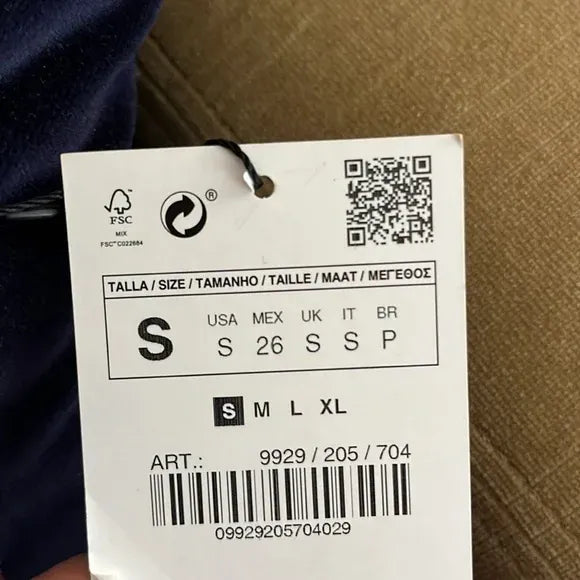 ®
FSC
MIX
FSC™ C022684
TALLA / SIZE / TAMANHO / TAILLE / MAAT / ΜΕΓΕΘΟΣ
S
USA MEX UK IT BR
S 26 S S P
S M L XL
ART.: 9929 / 205 / 704
09929205704029